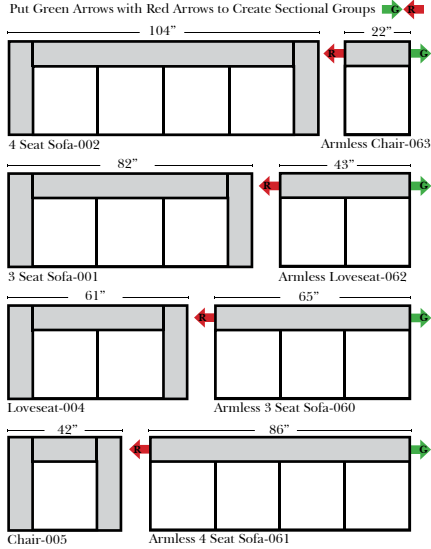 Put Green Arrows with Red Arrows to Create Sectional Groups G R
104” 22”
R G
4 Seat Sofa-002 Armless Chair-063
82” 43”
R G
3 Seat Sofa-001 Armless Loveseat-062
61” 65”
R G
Loveseat-004 Armless 3 Seat Sofa-060
42” 86”
R G
Chair-005 Armless 4 Seat Sofa-061